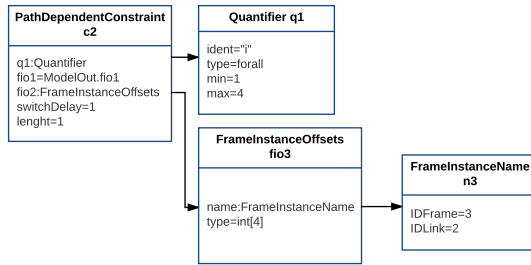 PathDependentConstraint
c2
q1:Quantifier
fio1=ModelOut.fio1
fio2:FrameInstanceOffsets
switchDelay=1
lenght=1
Quantifier q1
ident="i"
type=forall
min=1
max=4
FrameInstanceOffsets
fio3
name:FrameInstanceName
type=int[4]
FrameInstanceName
n3
IDFrame=3
IDLink=2